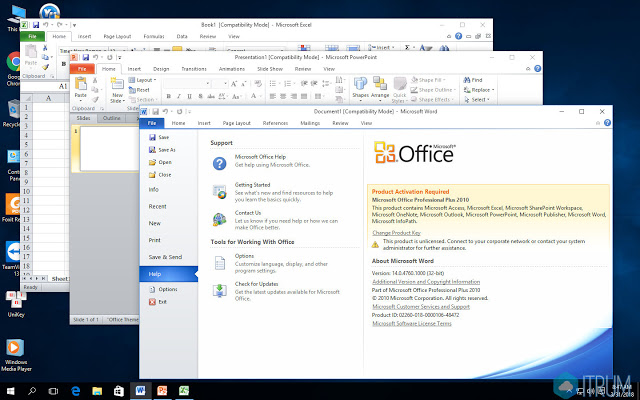 This
Book1 [Compatibility Mode] - Microsoft Excel
File
Home
Insert
Page Layout
Formulas
Data
Review
View
Paste
General
Insert
Presentation1 [Compatibility Mode] - Microsoft PowerPoint
File
Home
Insert
Design
Transitions
Animations
Slide Show
Review
View
Paste
New
Slide
Layout
Reset
Section
Shapes
Arrange
Quick
Styles
Shape Fill
Shape Outline
Shape Effects
Find
Replace
Select
Clipboard
Slides
Outline
A1
A
1
Document1 [Compatibility Mode] - Microsoft Word
File
Home
Insert
Page Layout
References
Mailings
Review
View
Save
Save As
Open
Close
Info
Recent
New
Print
Save & Send
Help
Options
Exit
Support
Microsoft Office Help
Get help using Microsoft Office.
Getting Started
See what's new and find resources to help
you learn the basics quickly.
Contact Us
Let us know if you need help or how we can
make Office better.
Tools for Working With Office
Options
Customize language, display, and other
program settings.
Check for Updates
Get the latest updates available for Microsoft
Office.
Office
Microsoft®
Product Activation Required
Microsoft Office Professional Plus 2010
This product contains Microsoft Access, Microsoft Excel, Microsoft SharePoint Workspace,
Microsoft OneNote, Microsoft Outlook, Microsoft PowerPoint, Microsoft Publisher, Microsoft Word,
Microsoft InfoPath.
Change Product Key
This product is unlicensed. Connect to your corporate network or contact your system
administrator for further assistance.
About Microsoft Word
Version: 14.0.4760.1000 (32-bit)
Additional Version and Copyright Information
Part of Microsoft Office Professional Plus 2010
© 2010 Microsoft Corporation. All rights reserved.
Microsoft Customer Services and Support
Product ID: 02260-018-0000106-48472
Microsoft Software License Terms
Sheet
Ready
Slide 1 of 1
"Office Theme
Recycle
Foxit Re
TeamV
13
UniKey
Windows
Media Player
8:47 AM
3/31/2018
ITRUM